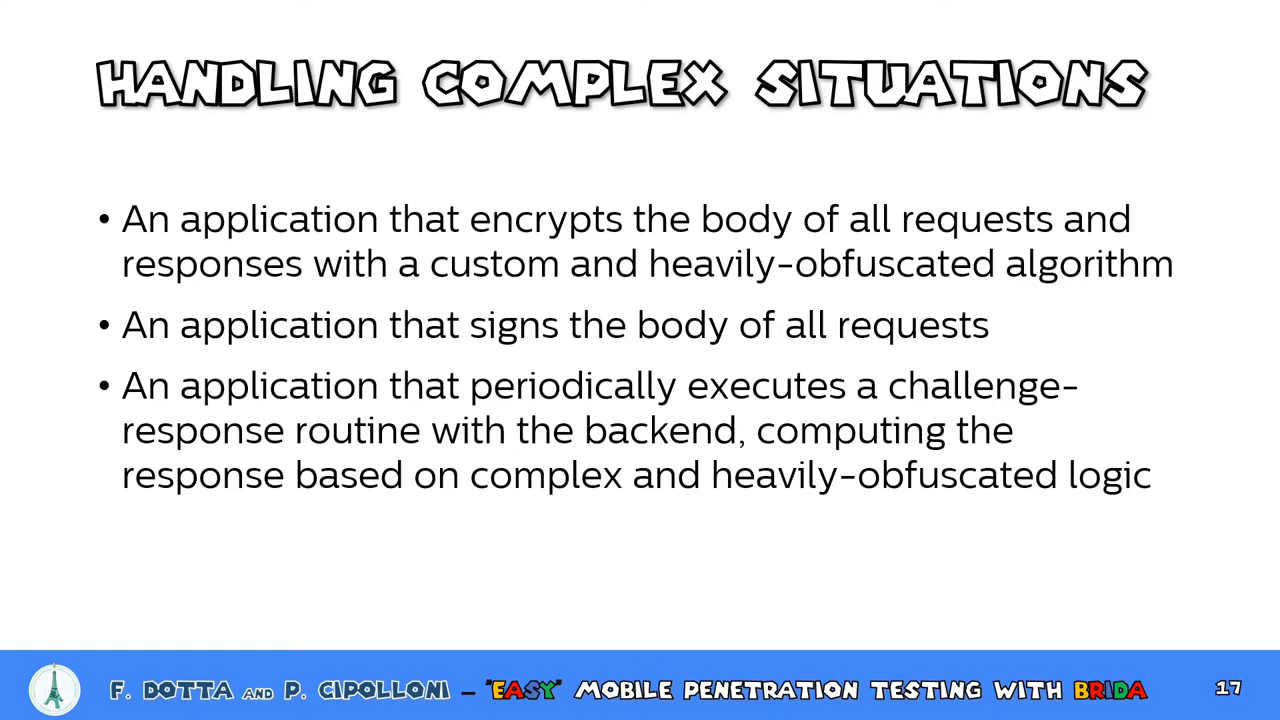 HANDLING COMPLEX SITUATIONS
• An application that encrypts the body of all requests and
responses with a custom and heavily-obfuscated algorithm
• An application that signs the body of all requests
• An application that periodically executes a challenge-
response routine with the backend, computing the
response based on complex and heavily-obfuscated logic
F. DOTTA AND P. CIPOLLONI – "EASY" MOBILE PENETRATION TESTING WITH BRIDA 17